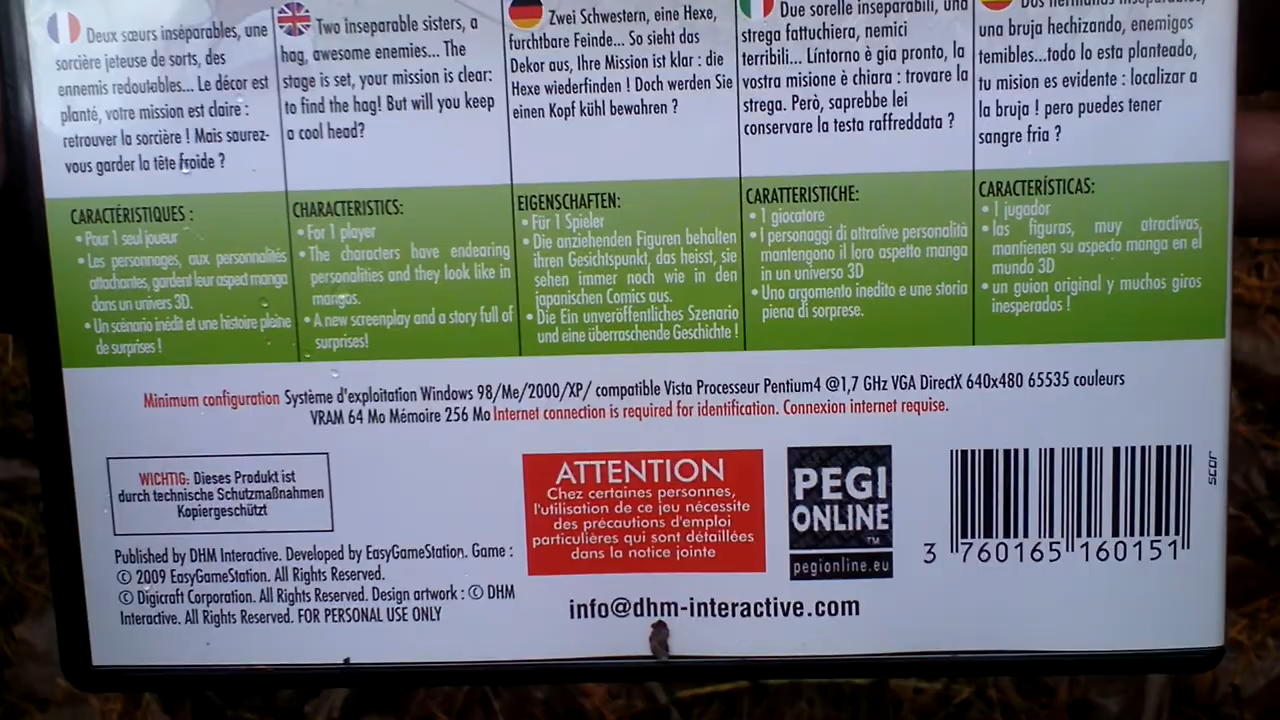 Deux sœurs inséparables, une
sorcière jeteuse de sorts, des
ennemis redoutables... Le décor est
planté, votre mission est claire :
retrouver la sorcière ! Mais saurez-
vous garder la tête froide ?
Two inseparable sisters, a
hag, awesome enemies... The
stage is set, your mission is clear:
to find the hag! But will you keep
a cool head?
Zwei Schwestern, eine Hexe,
furchtbare Feinde... So sieht das
Dekor aus, Ihre Mission ist klar : die
Hexe wiederfinden ! Doch werden Sie
einen Kopf kühl bewahren ?
Due sorelle inseparabili, una
strega fattuchiera, nemici
terribili... Líntorno è gia pronto, la
vostra misione è chiara : trovare la
strega. Però, saprebbe lei
conservare la testa raffreddata ?
Dos hermanas inseparables,
una bruja hechizando, enemigos
temibles...todo lo esta planteado,
tu mision es evidente : localizar a
la bruja ! pero puedes tener
sangre fria ?
CARACTÉRISTIQUES :
• Pour 1 seul joueur
• Les personnages, aux personnalités
attachantes, gardent leur aspect manga
dans un univers 3D.
• Un scénario inédit et une histoire pleine
de surprises !
CHARACTERISTICS:
• For 1 player
• The characters have endearing
personalities and they look like in
mangas.
• A new screenplay and a story full of
surprises!
EIGENSCHAFTEN:
• Für 1 Spieler
• Die anziehenden Figuren behalten
ihren Gesichtspunkt, das heisst, sie
sehen immer noch wie in den
japanischen Comics aus.
• Die Ein unveröffentliches Szenario
und eine überraschende Geschichte !
CARATTERISTICHE:
• 1 giocatore
• I personaggi di attrative personalità
mantengono il loro aspetto manga
in un universo 3D
• Uno argomento inedito e une storia
piena di sorprese.
CARACTERÍSTICAS:
• 1 jugador
• las figuras, muy atractivas,
mantienen su aspecto manga en el
mundo 3D
• un guion original y muchos giros
inesperados !
Minimum configuration Système d'exploitation Windows 98/Me/2000/XP/ compatible Vista Processeur Pentium4 @1,7 GHz VGA DirectX 640x480 65535 couleurs
VRAM 64 Mo Mémoire 256 Mo Internet connection is required for identification. Connexion internet requise.
WICHTIG: Dieses Produkt ist
durch technische Schutzmaßnahmen
Kopiergeschützt
Published by DHM Interactive. Developed by EasyGameStation. Game :
© 2009 EasyGameStation. All Rights Reserved.
© Digicraft Corporation. All Rights Reserved. Design artwork : © DHM
Interactive. All Rights Reserved. FOR PERSONAL USE ONLY
ATTENTION
Chez certaines personnes,
l'utilisation de ce jeu nécessite
des précautions d'emploi
particulières qui sont détaillées
dans la notice jointe
PEGI
ONLINE
TM
pegionline.eu
info@dhm-interactive.com
3 760165 160151
SCOR